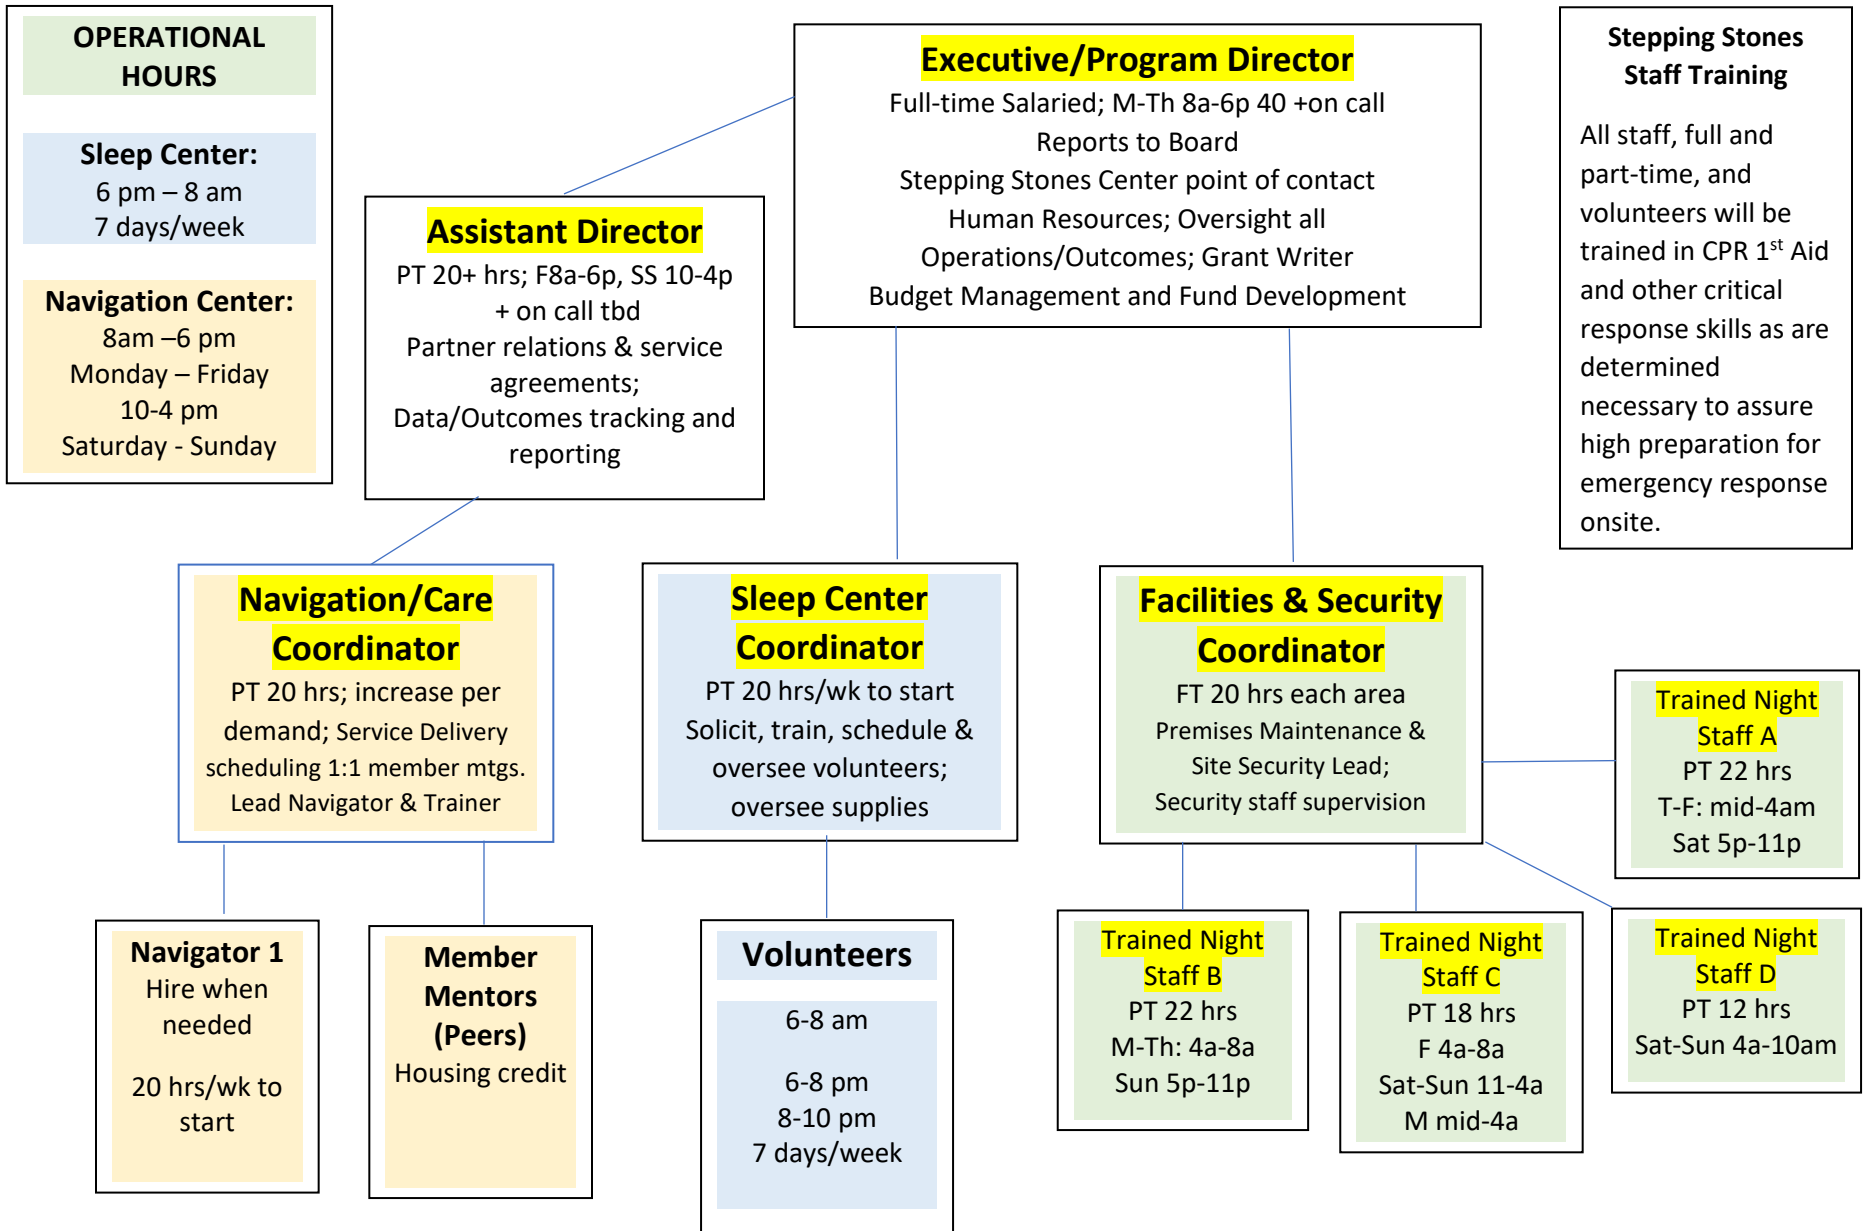 OPERATIONAL
HOURS
Sleep Center:
6 pm – 8 am
7 days/week
Navigation Center:
8am –6 pm
Monday – Friday
10-4 pm
Saturday - Sunday
Executive/Program Director
Full-time Salaried; M-Th 8a-6p 40 +on call
Reports to Board
Stepping Stones Center point of contact
Human Resources; Oversight all
Operations/Outcomes; Grant Writer
Budget Management and Fund Development
Stepping Stones
Staff Training
All staff, full and
part-time, and
volunteers will be
trained in CPR 1st Aid
and other critical
response skills as are
determined
necessary to assure
high preparation for
emergency response
onsite.
Assistant Director
PT 20+ hrs; F8a-6p, SS 10-4p
+ on call tbd
Partner relations & service
agreements;
Data/Outcomes tracking and
reporting
Navigation/Care
Coordinator
PT 20 hrs; increase per
demand; Service Delivery
scheduling 1:1 member mtgs.
Lead Navigator & Trainer
Sleep Center
Coordinator
PT 20 hrs/wk to start
Solicit, train, schedule &
oversee volunteers;
oversee supplies
Facilities & Security
Coordinator
FT 20 hrs each area
Premises Maintenance &
Site Security Lead;
Security staff supervision
Trained Night
Staff A
PT 22 hrs
T-F: mid-4am
Sat 5p-11p
Navigator 1
Hire when
needed
20 hrs/wk to
start
Member
Mentors
(Peers)
Housing credit
Volunteers
6-8 am
6-8 pm
8-10 pm
7 days/week
Trained Night
Staff B
PT 22 hrs
M-Th: 4a-8a
Sun 5p-11p
Trained Night
Staff C
PT 18 hrs
F 4a-8a
Sat-Sun 11-4a
M mid-4a
Trained Night
Staff D
PT 12 hrs
Sat-Sun 4a-10am